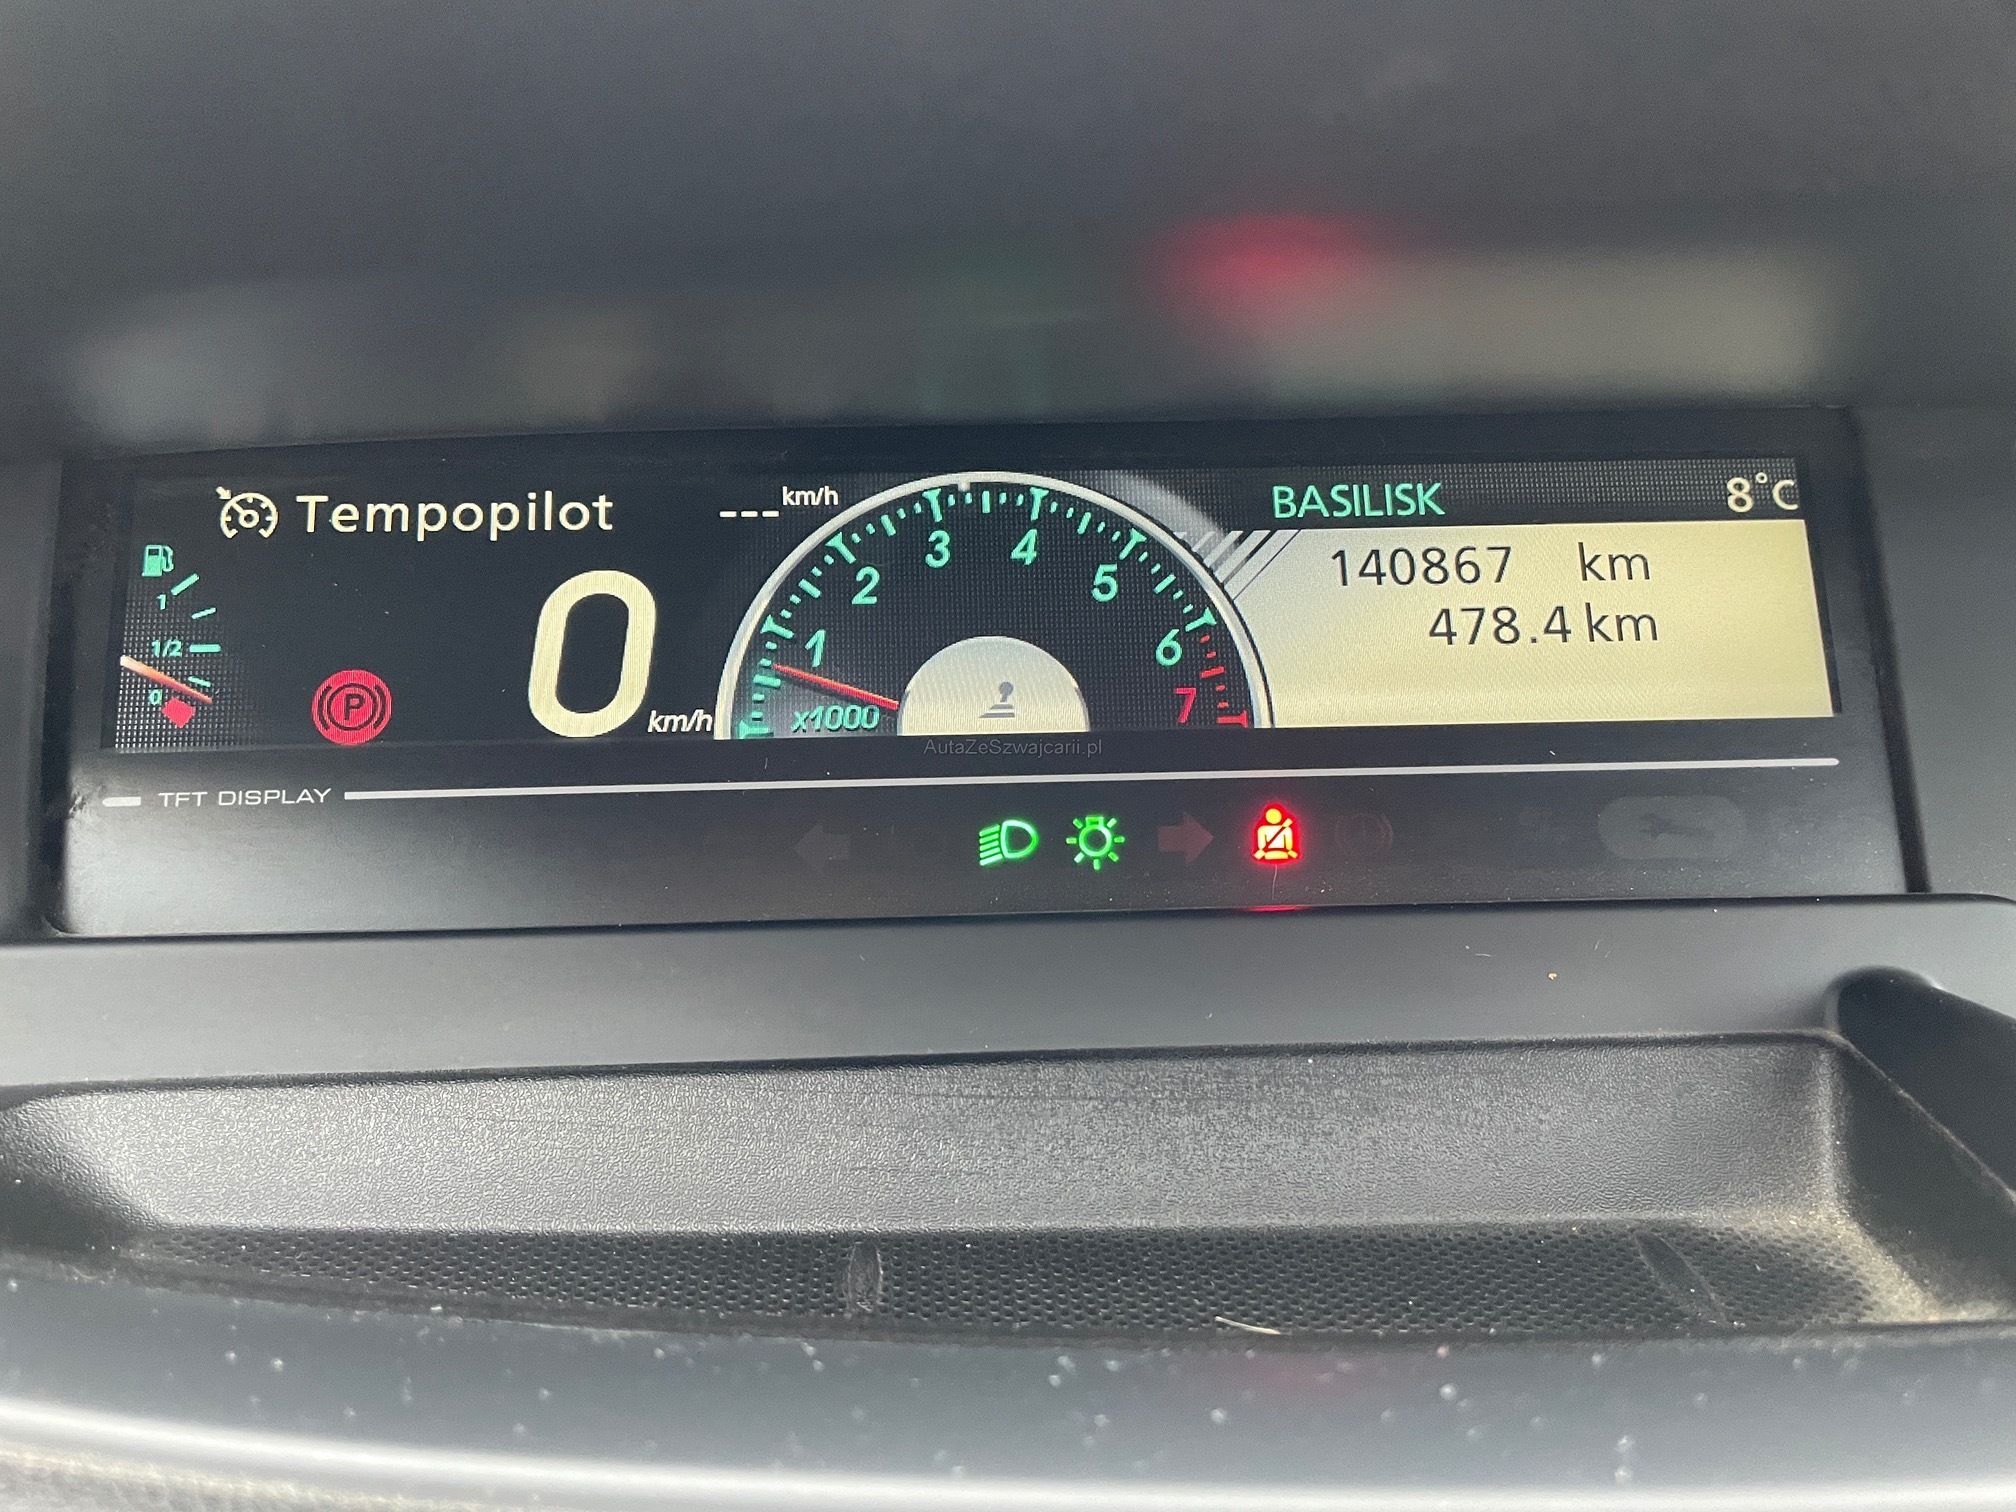 Tempopilot
---km/h
BASILISK
8°C
140867 km
478.4 km
1
1/2
0
P
0 km/h
1
2
3
4
5
6
7
x1000
AutaZeSzwajcarii.pl
TFT DISPLAY